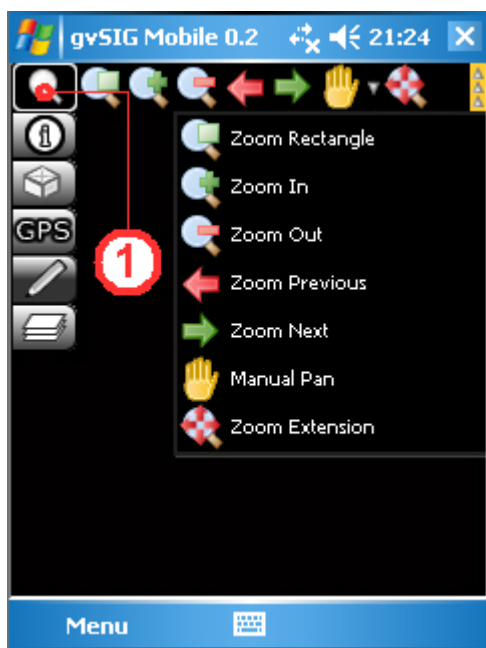 gvSIG Mobile 0.2 21:24
Zoom Rectangle
Zoom In
GPS
Zoom Out
1
Zoom Previous
Zoom Next
Manual Pan
Zoom Extension
Menu